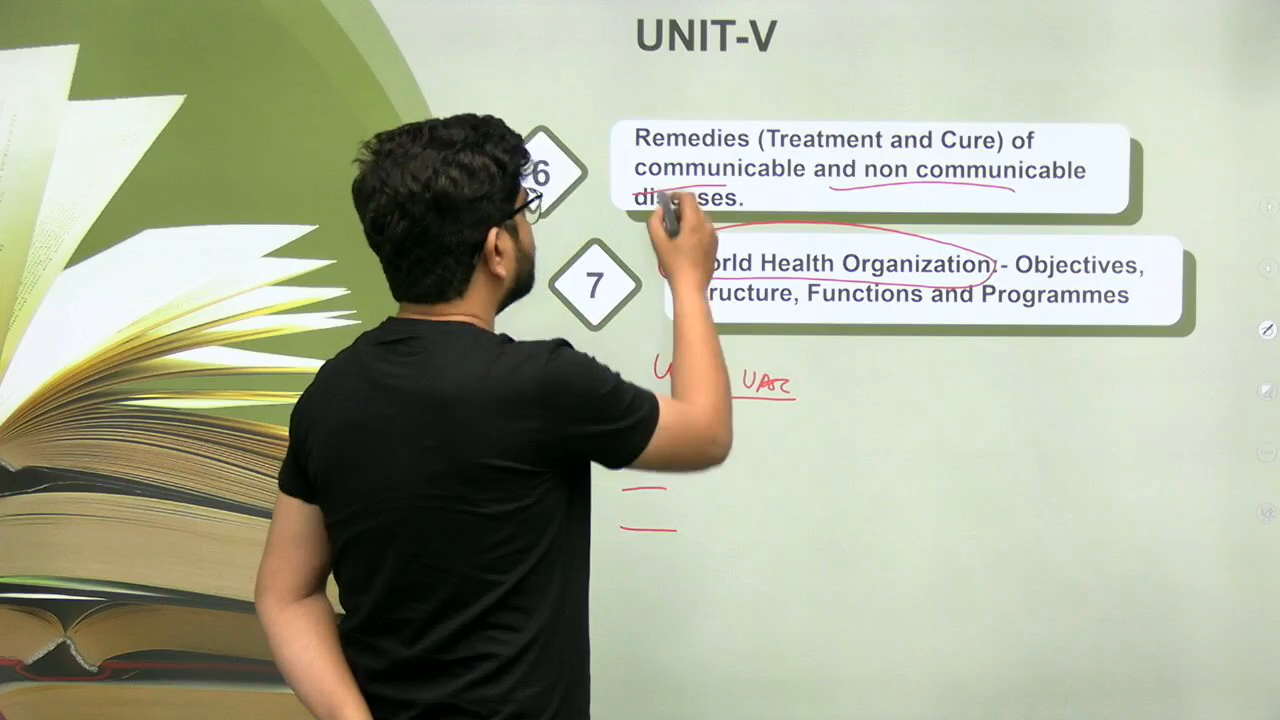 UNIT-V
6
Remedies (Treatment and Cure) of
communicable and non communicable
diseases.
7
World Health Organization:- Objectives,
Structure, Functions and Programmes